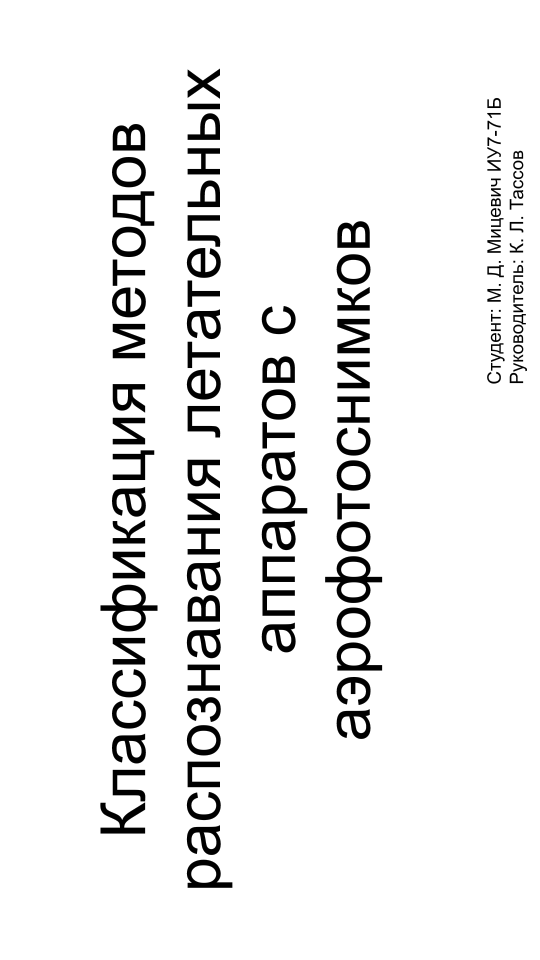 Классификация методов
распознавания летательных
аппаратов с
аэрофотоснимков
Студент: М. Д. Мицевич ИУ7-71Б
Руководитель: К. Л. Тассов